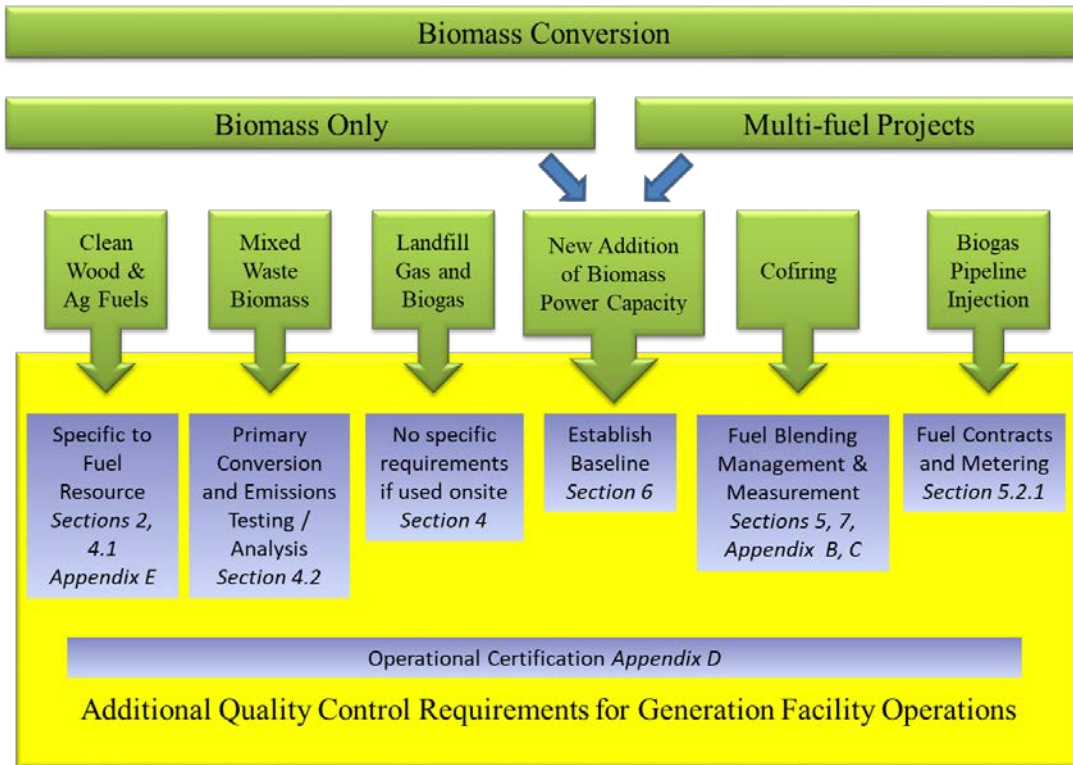 Biomass Conversion
Biomass Only
Multi-fuel Projects
Clean
Wood &
Ag Fuels
Mixed
Waste
Biomass
Landfill
Gas and
Biogas
New Addition
of Biomass
Power Capacity
Cofiring
Biogas
Pipeline
Injection
Specific to
Fuel
Resource
Sections 2,
4.1
Appendix E
Primary
Conversion
and Emissions
Testing /
Analysis
Section 4.2
No specific
requirements
if used onsite
Section 4
Establish
Baseline
Section 6
Fuel Blending
Management &
Measurement
Sections 5, 7,
Appendix B, C
Fuel Contracts
and Metering
Section 5.2.1
Operational Certification Appendix D
Additional Quality Control Requirements for Generation Facility Operations